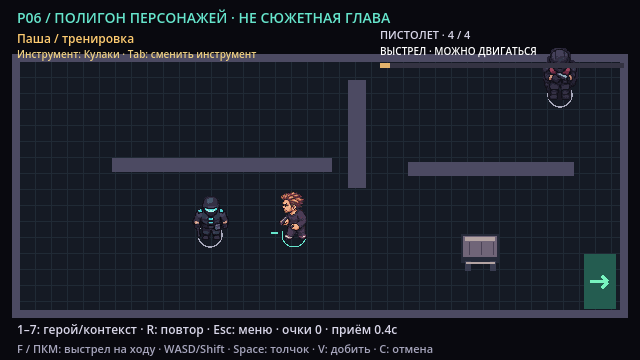 P06 / ПОЛИГОН ПЕРСОНАЖЕЙ · НЕ СЮЖЕТНАЯ ГЛАВА
Паша / тренировка
Инструмент: Кулаки · Tab: сменить инструмент
ПИСТОЛЕТ · 4 / 4
ВЫСТРЕЛ · МОЖНО ДВИГАТЬСЯ
1–7: герой/контекст · R: повтор · Esc: меню · очки 0 · приём 0.4с
F / ПКМ: выстрел на ходу · WASD/Shift · Space: толчок · V: добить · C: отмена